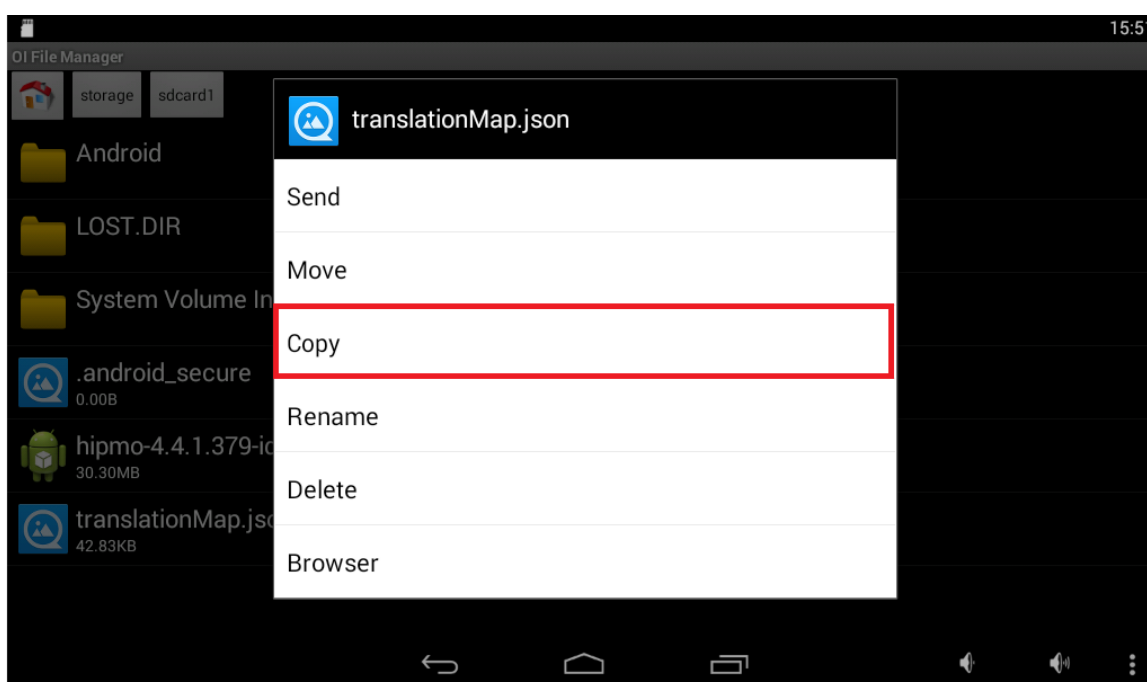 15:5
OI File Manager
storage
sdcard1
Android
LOST.DIR
System Volume In
.android_secure
0.00B
hipmo-4.4.1.379-ic
30.30MB
translationMap.jso
42.83KB
translationMap.json
Send
Move
Copy
Rename
Delete
Browser